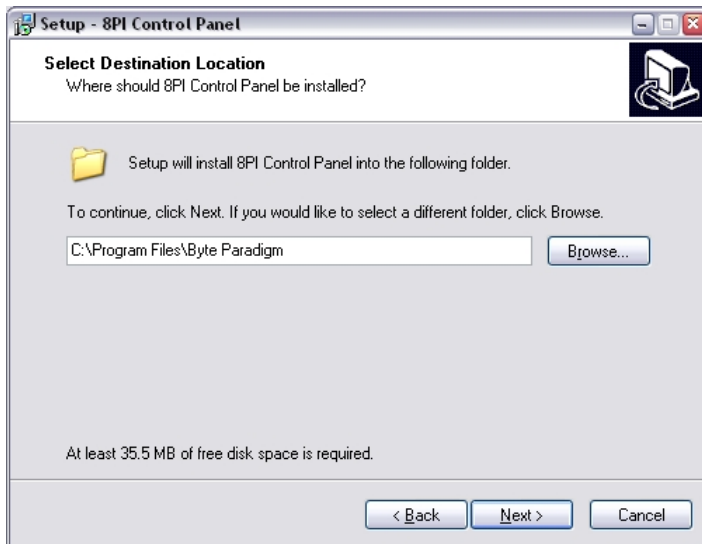 Setup - 8PI Control Panel
Select Destination Location
Where should 8PI Control Panel be installed?
Setup will install 8PI Control Panel into the following folder.
To continue, click Next. If you would like to select a different folder, click Browse.
C:\Program Files\Byte Paradigm
Browse...
At least 35.5 MB of free disk space is required.
< Back
Next >
Cancel